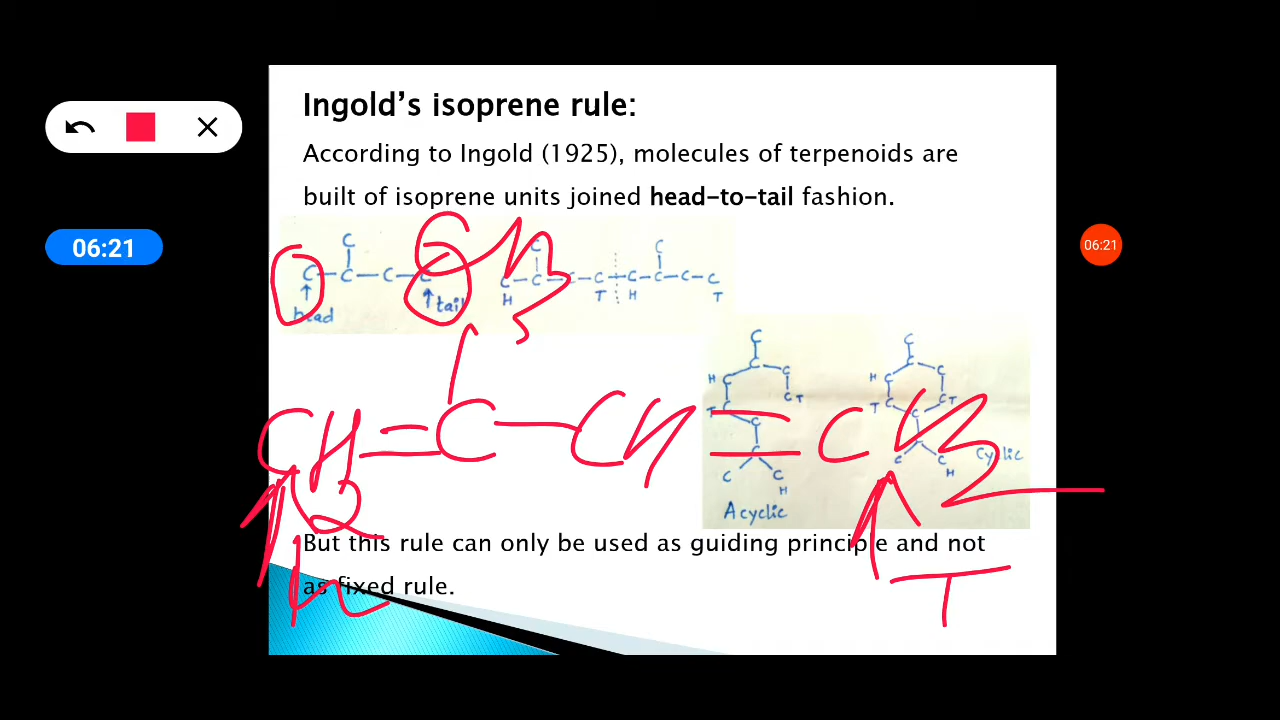 Ingold's isoprene rule:
06:21
According to Ingold (1925), molecules of terpenoids are
built of isoprene units joined head-to-tail fashion.
06:21
C C C
C — C — C — C C — C — C — C — C — C — C — C
head tail H T H T
CH3
CH2 = C — CH = CH3
H T
C C
H C C H C C
T C C T T C C T
C C
C C C C
H H
Acyclic Cyclic
But this rule can only be used as guiding principle and not
as fixed rule.